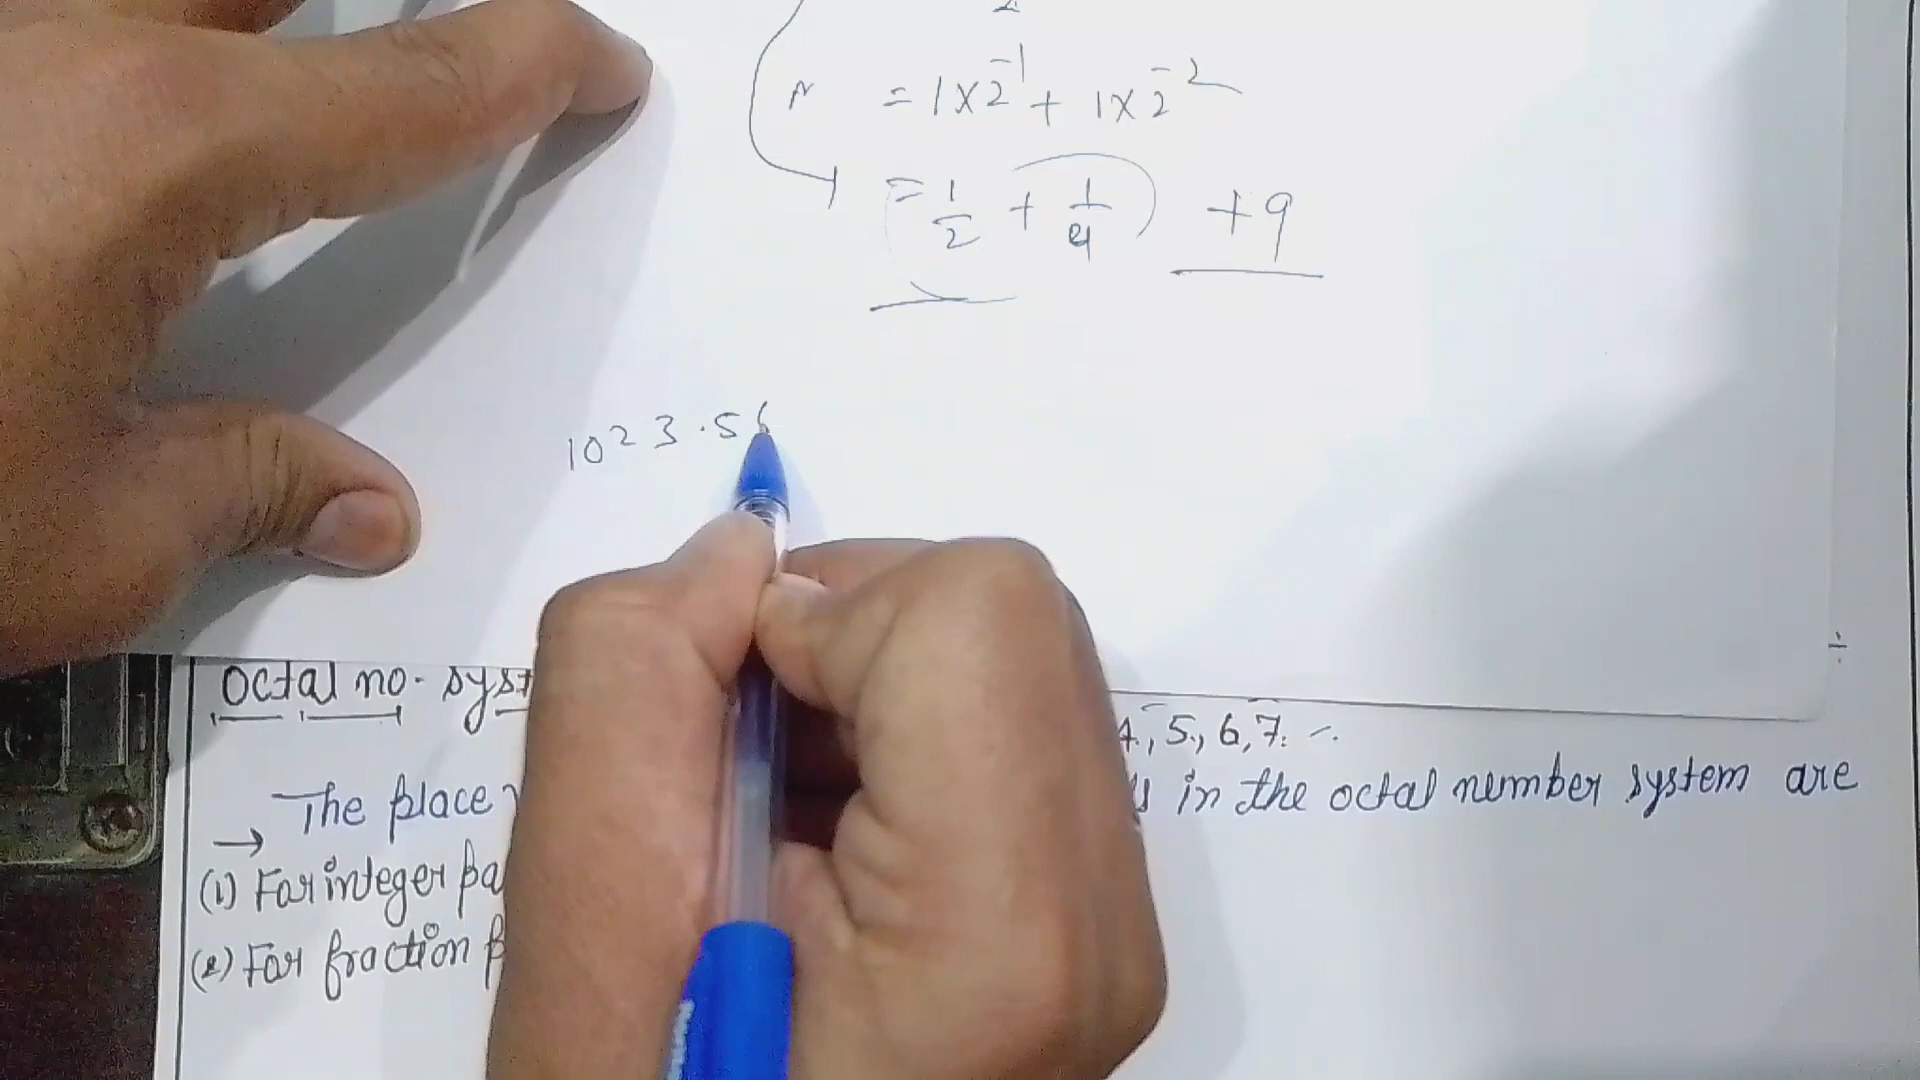 = 1 x 2^-1 + 1 x 2^-2
= 1/2 + 1/4 ) + 9
1023.56
octal no. syst
4, 5, 6, 7.
The place
in the octal number system are
(1) For integer pa
(2) For fraction p